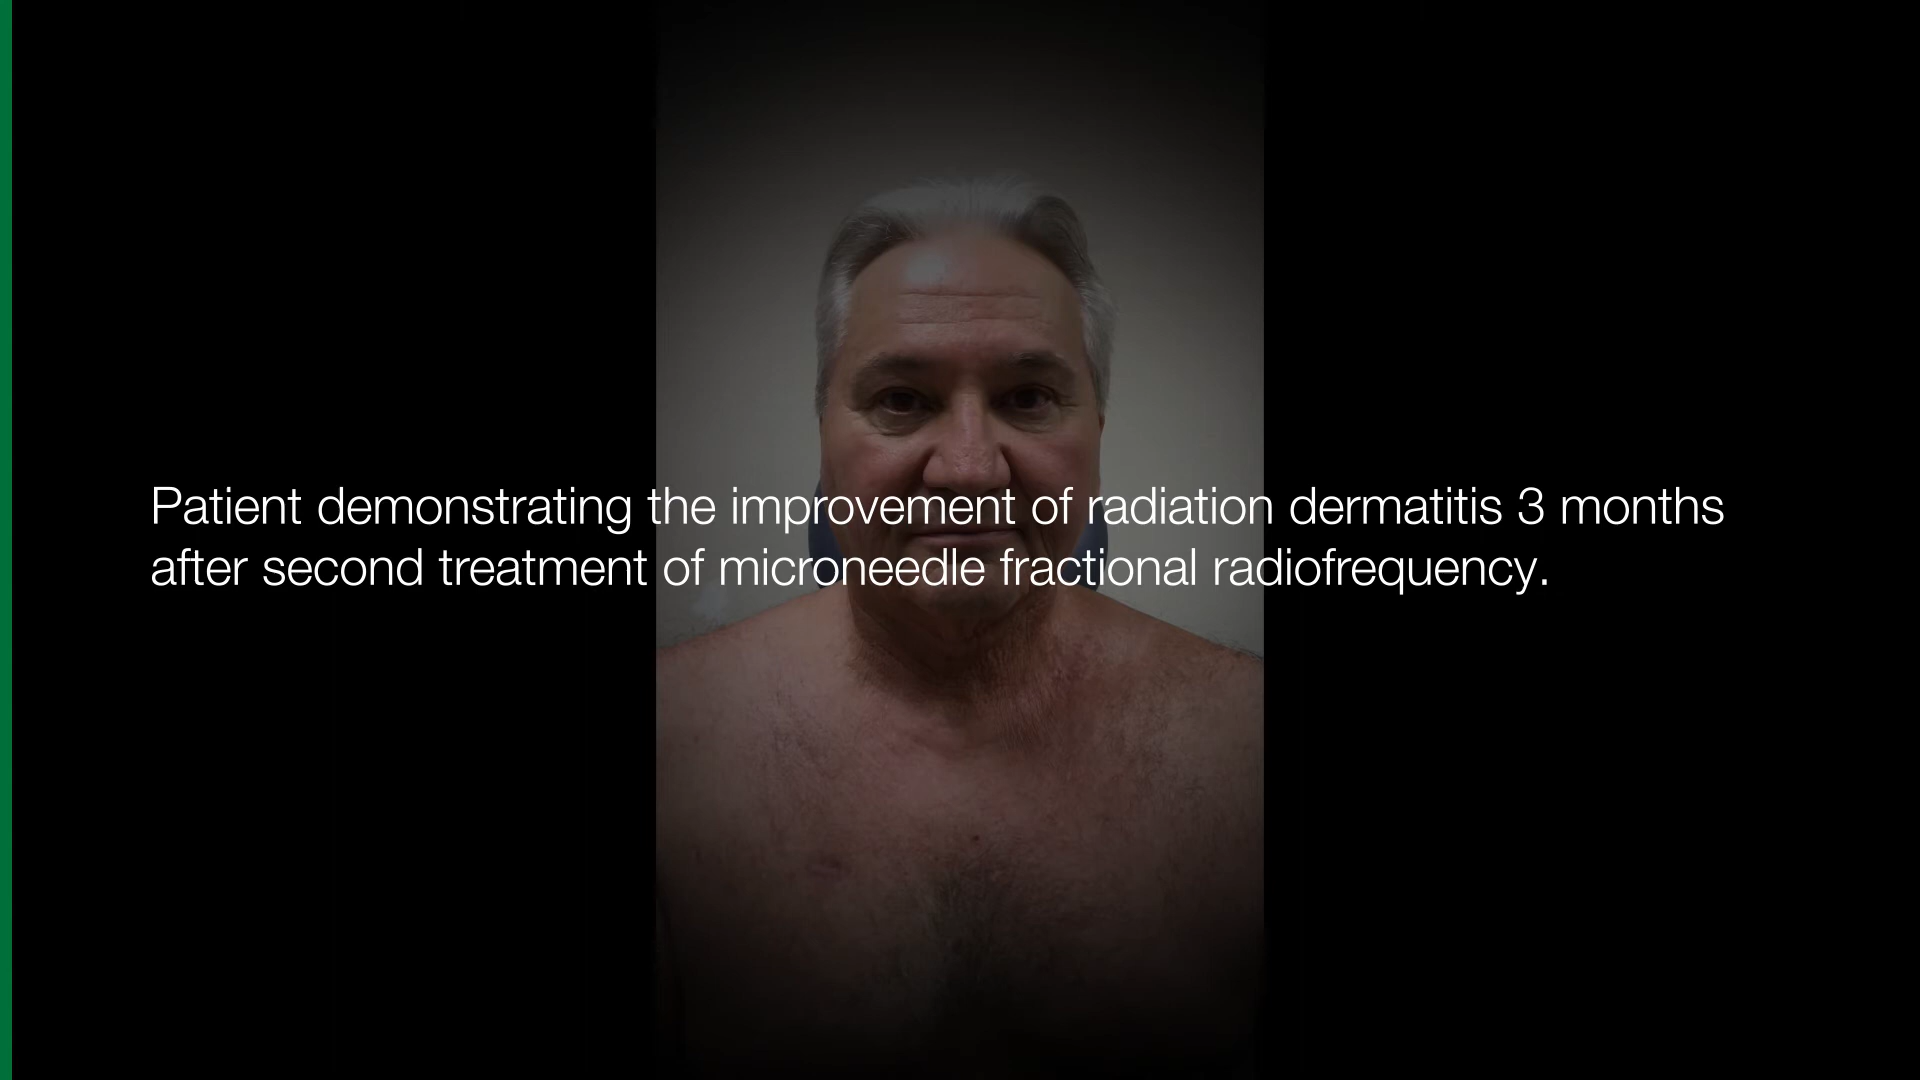 Patient demonstrating the improvement of radiation dermatitis 3 months
after second treatment of microneedle fractional radiofrequency.